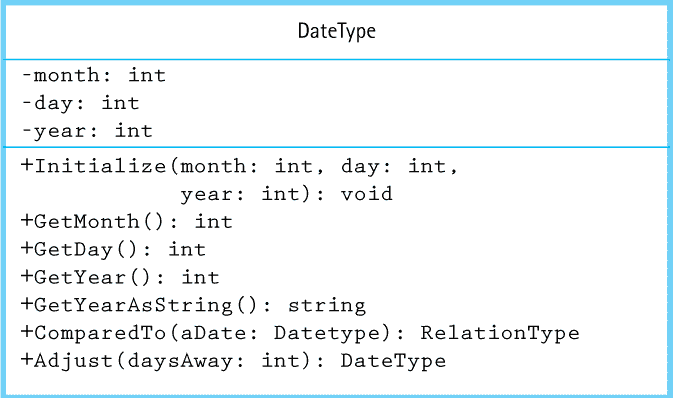 DateType
-month: int
-day: int
-year: int
+Initialize(month: int, day: int,
year: int): void
+GetMonth(): int
+GetDay(): int
+GetYear(): int
+GetYearAsString(): string
+ComparedTo(aDate: Datetype): RelationType
+Adjust(daysAway: int): DateType